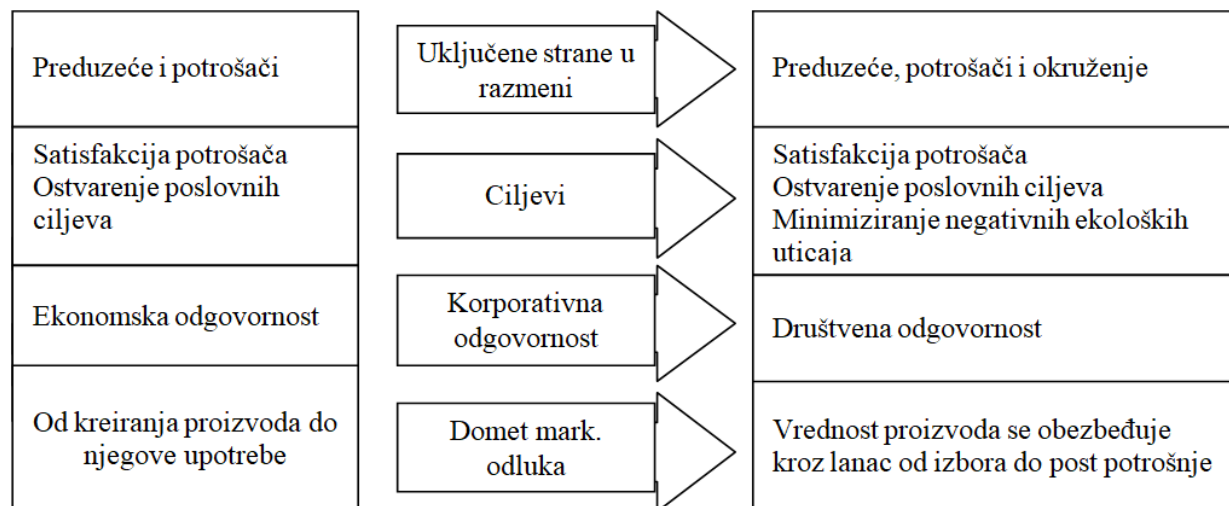 Preduzeće i potrošači
Uključene strane u
razmeni
Preduzeće, potrošači i okruženje
Satisfakcija potrošača
Ostvarenje poslovnih
ciljeva
Ciljevi
Satisfakcija potrošača
Ostvarenje poslovnih ciljeva
Minimiziranje negativnih ekoloških
uticaja
Ekonomska odgovornost
Korporativna
odgovornost
Društvena odgovornost
Od kreiranja proizvoda do
njegove upotrebe
Domet mark.
odluka
Vrednost proizvoda se obezbeđuje
kroz lanac od izbora do post potrošnje